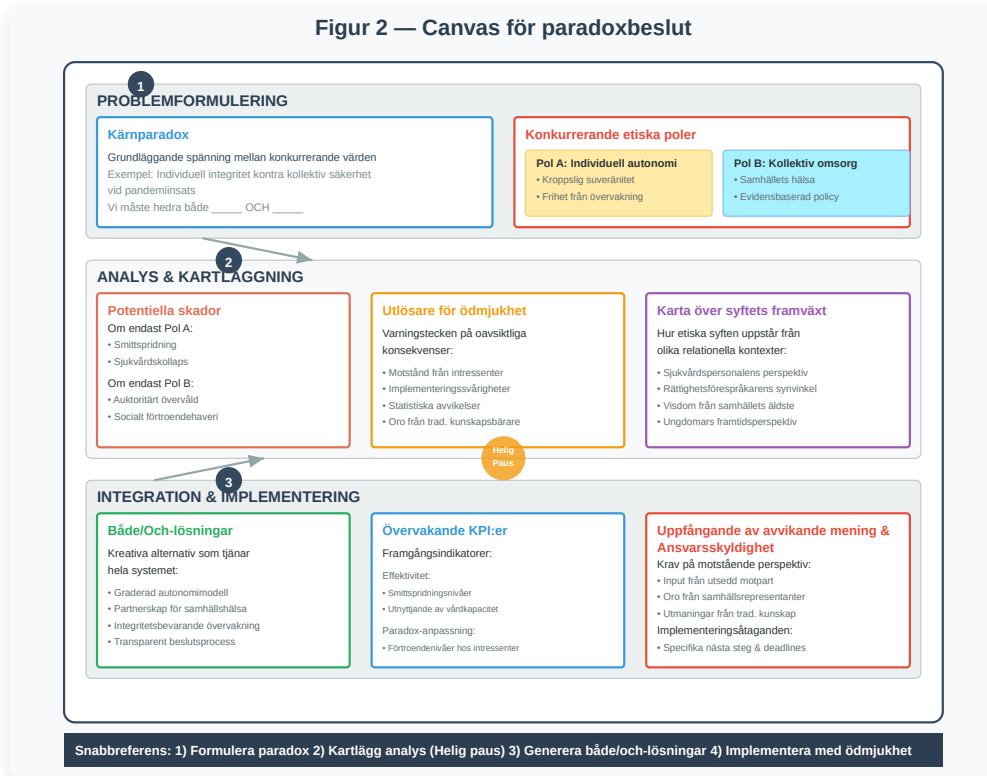 Figur 2 — Canvas för paradoxbeslut
1
PROBLEMFORMULERING
Kärnparadox
Grundläggande spänning mellan konkurrerande värden
Exempel: Individuell integritet kontra kollektiv säkerhet
vid pandemiinsats
Vi måste hedra både _____ OCH _____
Konkurrerande etiska poler
Pol A: Individuell autonomi
• Kroppslig suveränitet
• Frihet från övervakning
Pol B: Kollektiv omsorg
• Samhällets hälsa
• Evidensbaserad policy
2
ANALYS & KARTLÄGGNING
Potentiella skador
Om endast Pol A:
• Smittspridning
• Sjukvårdskollaps
Om endast Pol B:
• Auktoritärt övervåld
• Socialt förtroendehaveri
Utlösare för ödmjukhet
Varningstecken på oavsiktliga
konsekvenser:
• Motstånd från intressenter
• Implementeringssvårigheter
• Statistiska avvikelser
• Oro från trad. kunskapsbärare
Karta över syftets framväxt
Hur etiska syften uppstår från
olika relationella kontexter:
• Sjukvårdspersonalens perspektiv
• Rättighetsförespråkarens synvinkel
• Visdom från samhällets äldste
• Ungdomars framtidsperspektiv
Helig
Paus
3
INTEGRATION & IMPLEMENTERING
Både/Och-lösningar
Kreativa alternativ som tjänar
hela systemet:
• Graderad autonomimodell
• Partnerskap för samhällshälsa
• Integritetsbevarande övervakning
• Transparent beslutsprocess
Övervakande KPI:er
Framgångsindikatorer:
Effektivitet:
• Smittspridningsnivåer
• Utnyttjande av vårdkapacitet
Paradox-anpassning:
• Förtroendenivåer hos intressenter
Uppfångande av avvikande mening &
Ansvarsskyldighet
Krav på motstående perspektiv:
• Input från utsedd motpart
• Oro från samhällsrepresentanter
• Utmaningar från trad. kunskap
Implementeringsåtaganden:
• Specifika nästa steg & deadlines
Snabbreferens: 1) Formulera paradox 2) Kartlägg analys (Helig paus) 3) Generera både/och-lösningar 4) Implementera med ödmjukhet